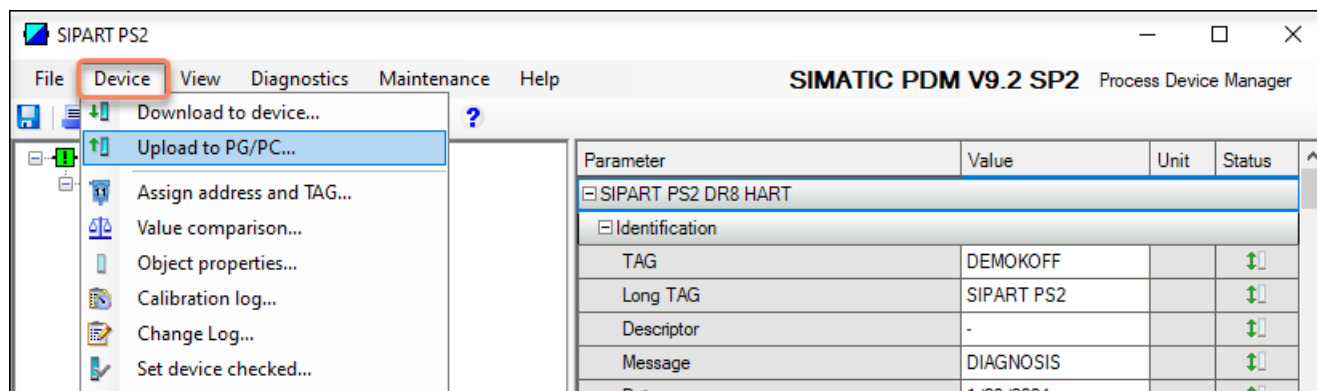 SIPART PS2
File Device View Diagnostics Maintenance Help SIMATIC PDM V9.2 SP2 Process Device Manager
Download to device...
Upload to PG/PC...
Assign address and TAG...
Value comparison...
Object properties...
Calibration log...
Change Log...
Set device checked...
Parameter Value Unit Status
SIPART PS2 DR8 HART
Identification
TAG DEMOKOFF
Long TAG SIPART PS2
Descriptor -
Message DIAGNOSIS